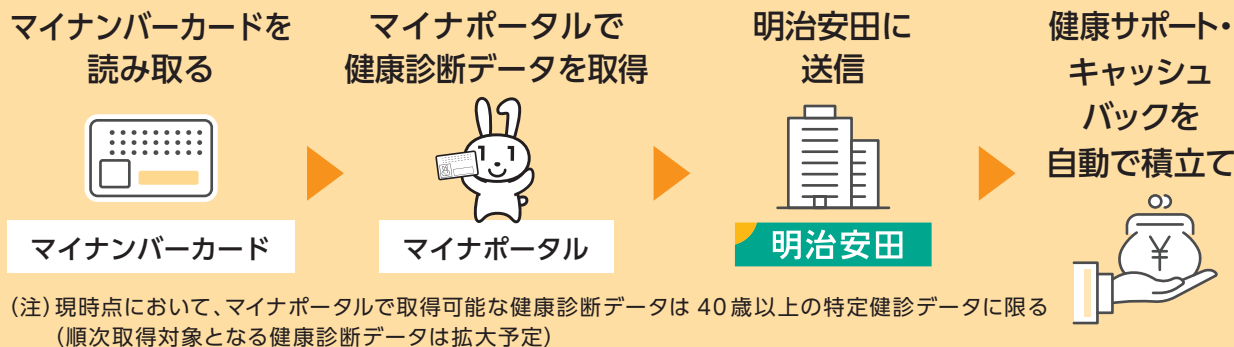 マイナンバーカードを
読み取る
マイナポータルで
健康診断データを取得
明治安田に
送信
健康サポート・
キャッシュ
バックを
自動で積立て
マイナンバーカード
マイナポータル
明治安田
(注)現時点において、マイナポータルで取得可能な健康診断データは 40歳以上の特定健診データに限る
(順次取得対象となる健康診断データは拡大予定)